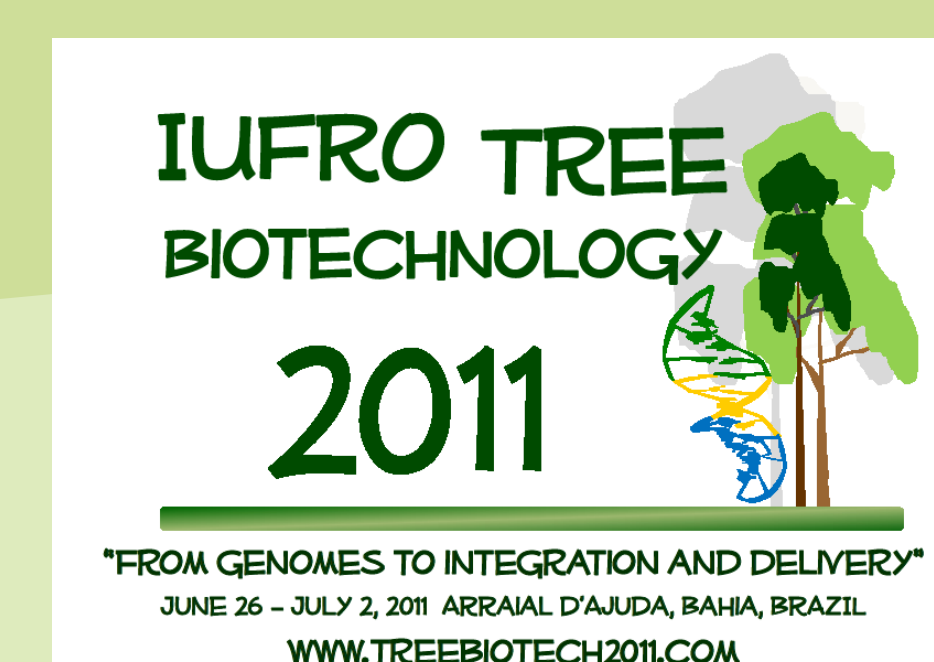 IUFRO TREE
BIOTECHNOLOGY
2011
"FROM GENOMES TO INTEGRATION AND DELIVERY"
JUNE 26 - JULY 2, 2011 ARRAIAL D'AJUDA, BAHIA, BRAZIL
WWW.TREEBIOTECH2011.COM